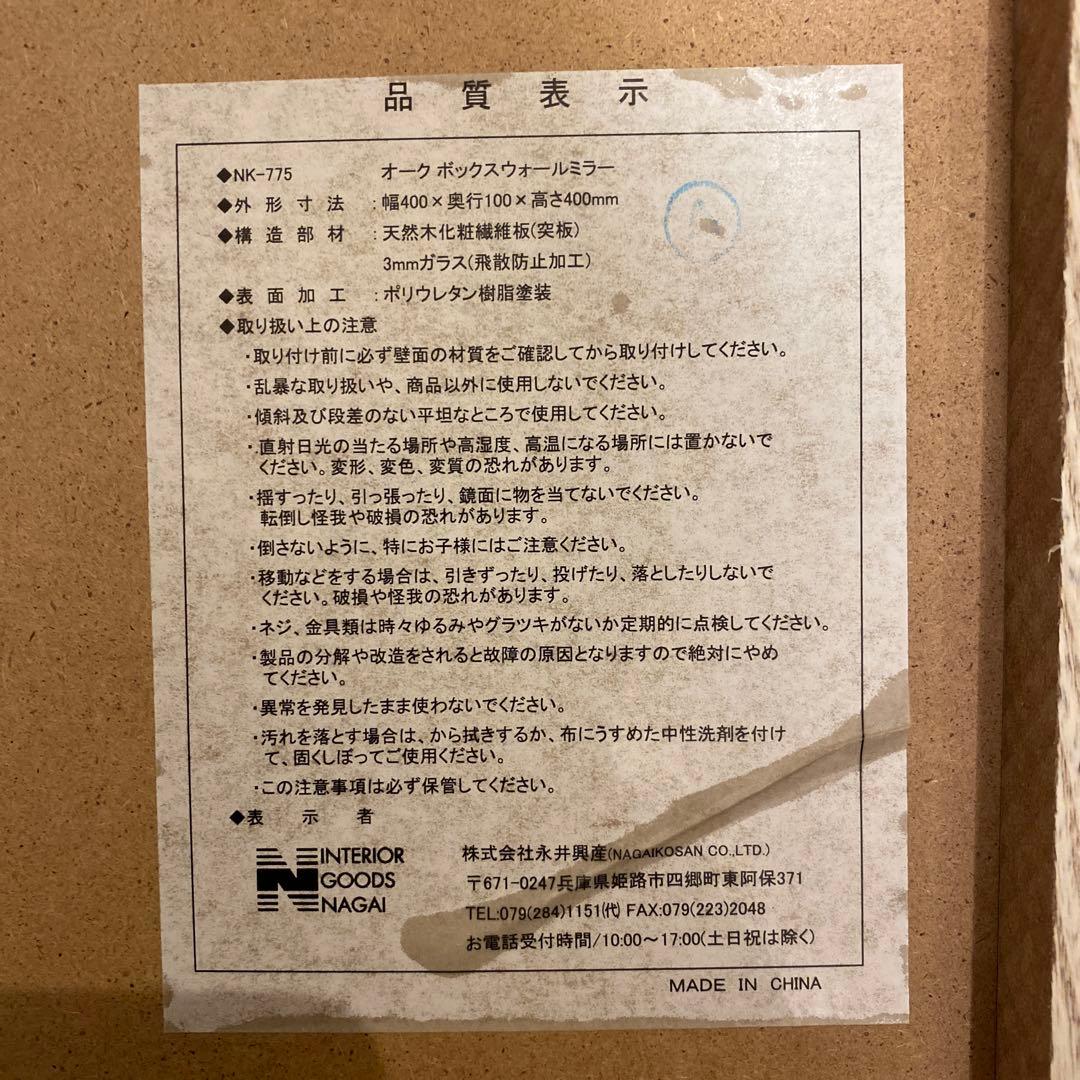 品質表示
◆NK-775 オーク ボックスウォールミラー
◆外形寸法 :幅400×奥行100×高さ400mm
◆構造部材 :天然木化粧繊維板(突板)
3mmガラス(飛散防止加工)
◆表面加工 :ポリウレタン樹脂塗装
◆取り扱い上の注意
・取り付け前に必ず壁面の材質をご確認してから取り付けしてください。
・乱暴な取り扱いや、商品以外に使用しないでください。
・傾斜及び段差のない平坦なところで使用してください。
・直射日光の当たる場所や高湿度、高温になる場所には置かないで
ください。変形、変色、変質の恐れがあります。
・揺すったり、引っ張ったり、鏡面に物を当てないでください。
転倒し怪我や破損の恐れがあります。
・倒さないように、特にお子様にはご注意ください。
・移動などをする場合は、引きずったり、投げたり、落としたりしないで
ください。破損や怪我の恐れがあります。
・ネジ、金具類は時々ゆるみやグラツキがないか定期的に点検してください。
・製品の分解や改造をされると故障の原因となりますので絶対にやめ
てください。
・異常を発見したまま使わないでください。
・汚れを落とす場合は、から拭きするか、布にうすめた中性洗剤を付け
て、固くしぼってご使用ください。
・この注意事項は必ず保管してください。
◆表示者
N INTERIOR
GOODS
NAGAI
株式会社永井興産(NAGAIKOSAN CO.,LTD.)
〒671-0247兵庫県姫路市四郷町東阿保371
TEL:079(284)1151㈹ FAX:079(223)2048
お電話受付時間/10:00～17:00(土日祝は除く)
MADE IN CHINA